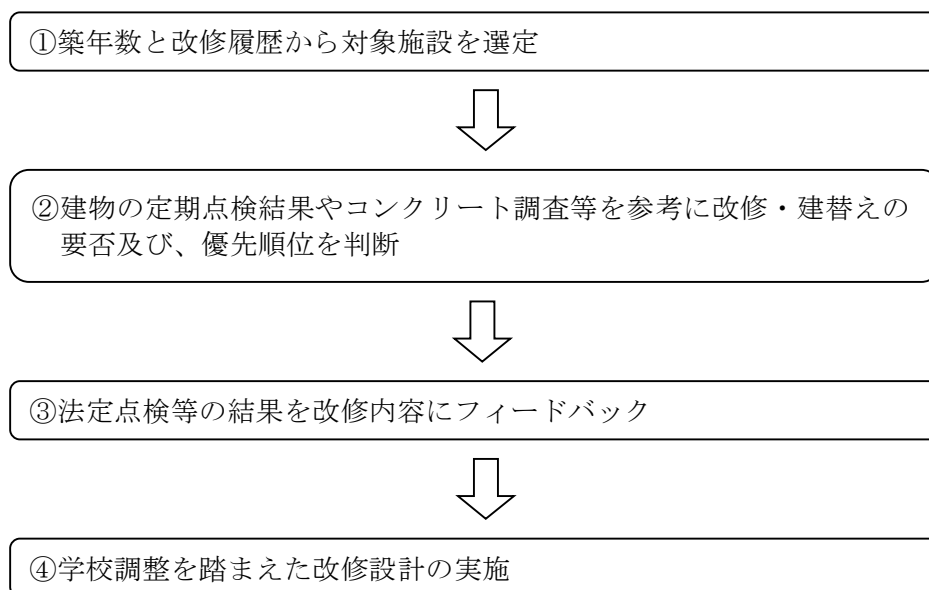 ①築年数と改修履歴から対象施設を選定
②建物の定期点検結果やコンクリート調査等を参考に改修・建替えの
要否及び、優先順位を判断
③法定点検等の結果を改修内容にフィードバック
④学校調整を踏まえた改修設計の実施